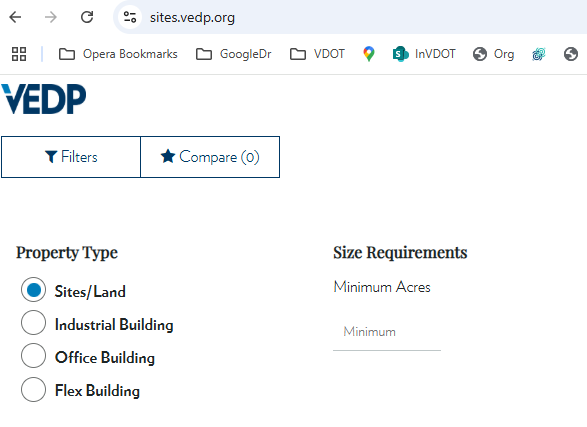 sites.vedp.org
Opera Bookmarks GoogleDr VDOT InVDOT Org
VEDP
Filters Compare (0)
Property Type Size Requirements
Sites/Land Minimum Acres
Industrial Building Minimum
Office Building
Flex Building